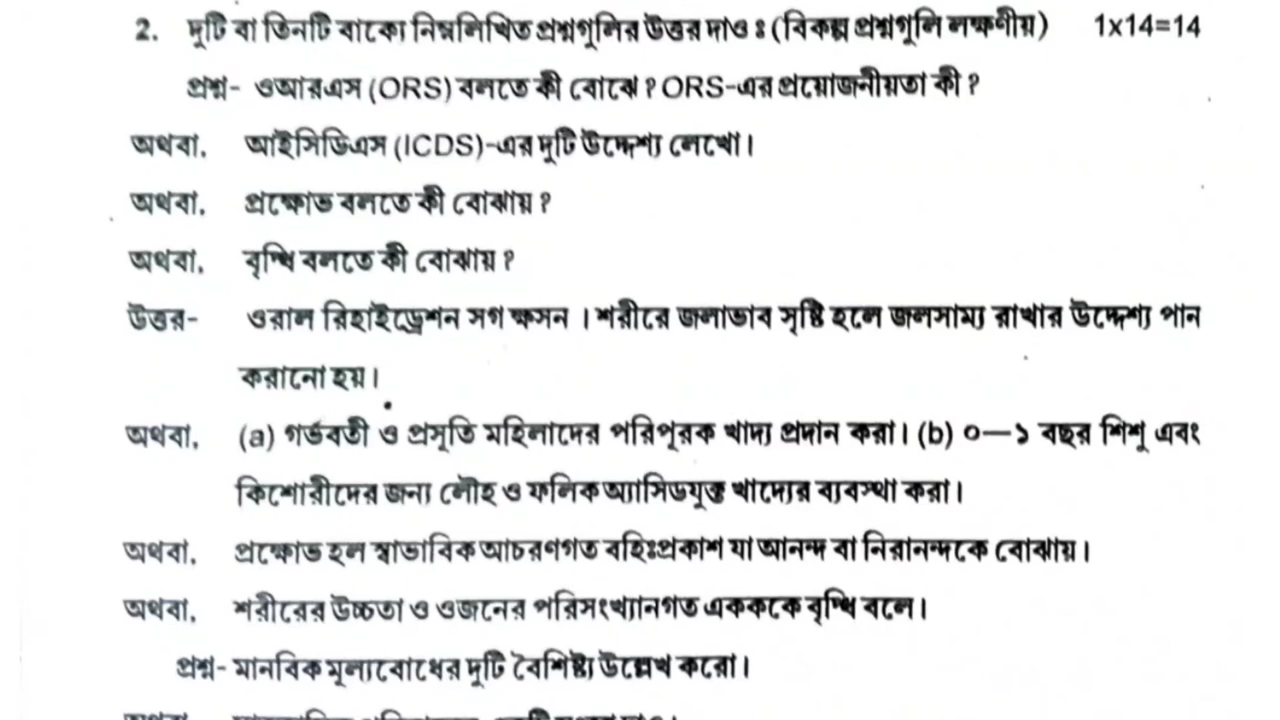 2. দুটি বা তিনটি বাক্যে নিম্নলিখিত প্রশ্নগুলির উত্তর দাও ঃ (বিকল্প প্রশ্নগুলি লক্ষণীয়) 1x14=14
প্রশ্ন- ওআরএস (ORS) বলতে কী বোঝো ? ORS-এর প্রয়োজনীয়তা কী ?
অথবা, আইসিডিএস (ICDS)-এর দুটি উদ্দেশ্য লেখো।
অথবা, প্রক্ষোভ বলতে কী বোঝায় ?
অথবা, বৃদ্ধি বলতে কী বোঝায় ?
উত্তর- ওরাল রিহাইড্রেশন সল্যুসন । শরীরে জলাভাব সৃষ্টি হলে জলসাম্য রাখার উদ্দেশ্য পান
করানো হয়।
অথবা, (a) গর্ভবতী ও প্রসূতি মহিলাদের পরিপূরক খাদ্য প্রদান করা। (b) ০—১ বছর শিশু এবং
কিশোরীদের জন্য লৌহ ও ফলিক অ্যাসিডযুক্ত খাদ্যের ব্যবস্থা করা।
অথবা, প্রক্ষোভ হল স্বাভাবিক আচরণগত বহিঃপ্রকাশ যা আনন্দ বা নিরানন্দকে বোঝায়।
অথবা, শরীরের উচ্চতা ও ওজনের পরিসংখ্যানগত একককে বৃদ্ধি বলে।
প্রশ্ন- মানবিক মূল্যবোধের দুটি বৈশিষ্ট্য উল্লেখ করো।